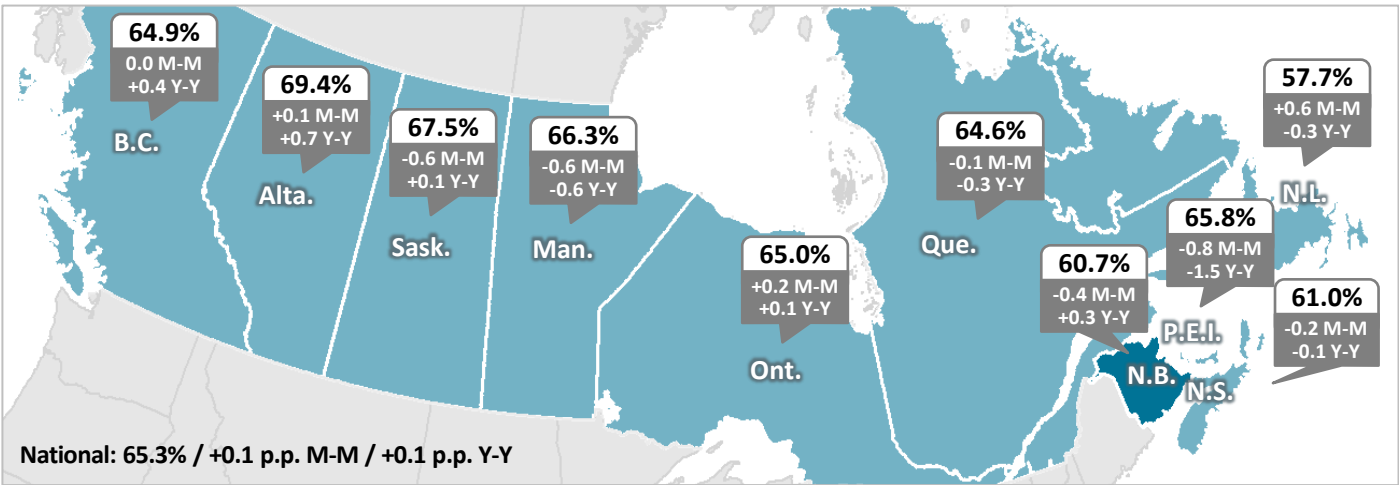 64.9%
0.0 M-M
+0.4 Y-Y
B.C.
69.4%
+0.1 M-M
+0.7 Y-Y
Alta.
67.5%
-0.6 M-M
+0.1 Y-Y
Sask.
66.3%
-0.6 M-M
-0.6 Y-Y
Man.
65.0%
+0.2 M-M
+0.1 Y-Y
Ont.
64.6%
-0.1 M-M
-0.3 Y-Y
Que.
57.7%
+0.6 M-M
-0.3 Y-Y
N.L.
65.8%
-0.8 M-M
-1.5 Y-Y
P.E.I.
60.7%
-0.4 M-M
+0.3 Y-Y
N.B.
61.0%
-0.2 M-M
-0.1 Y-Y
N.S.
National: 65.3% / +0.1 p.p. M-M / +0.1 p.p. Y-Y